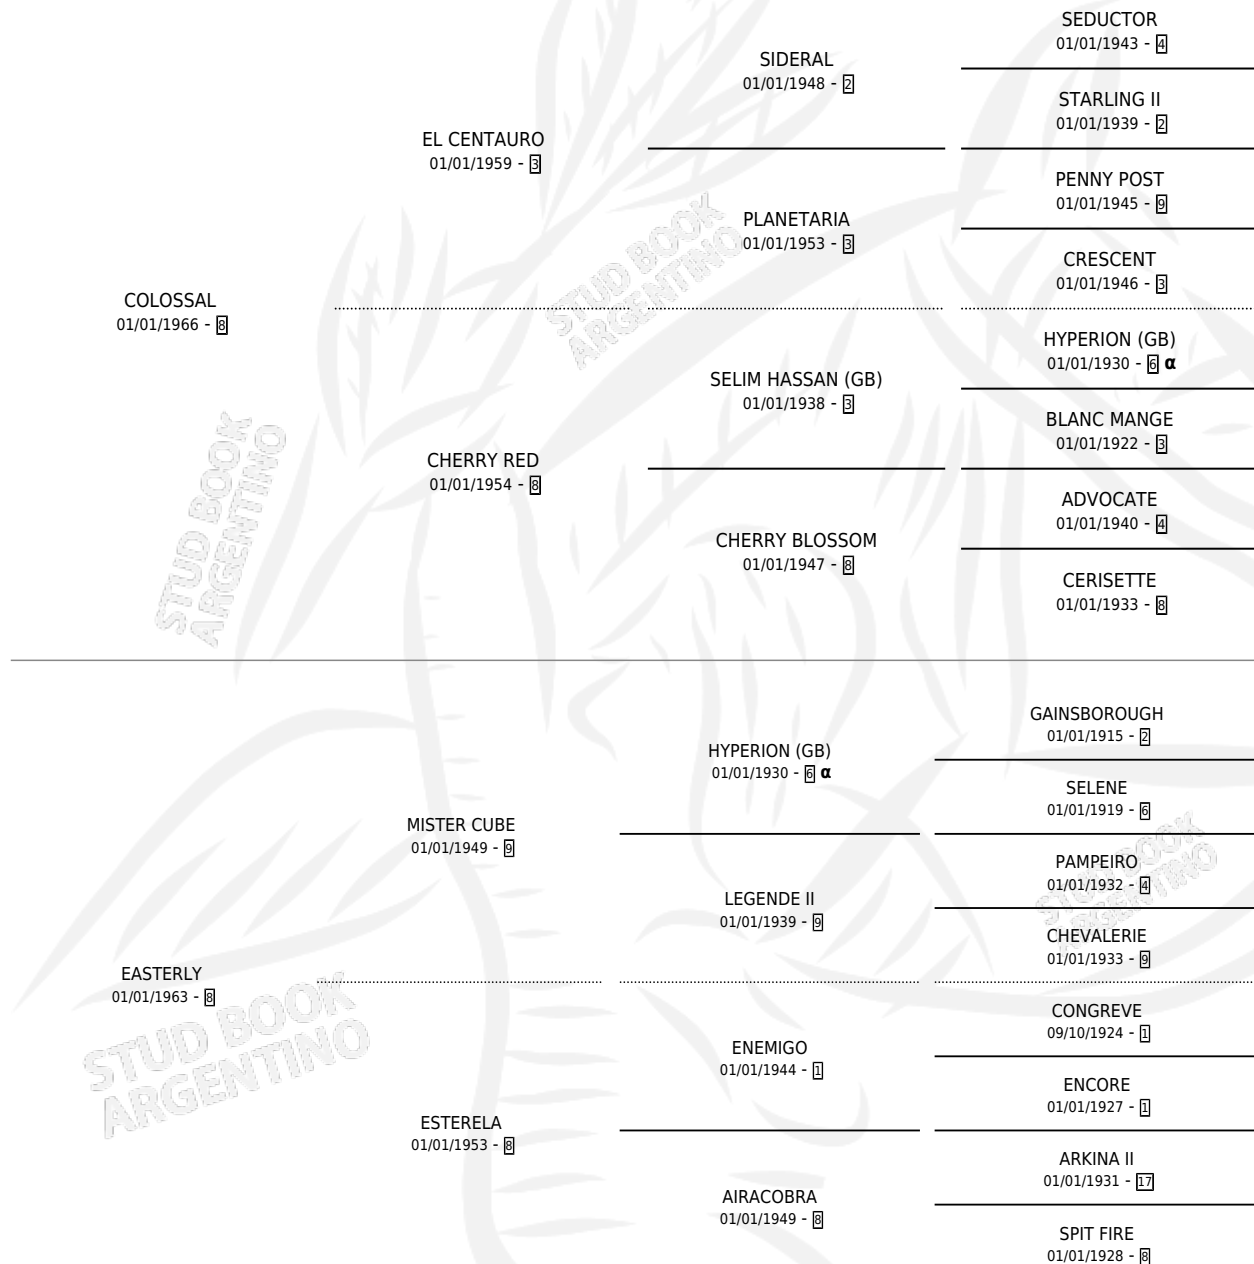 SEDUCTOR
01/01/1943 - 4
SIDERAL
01/01/1948 - 2
STARLING II
01/01/1939 - 2
EL CENTAURO
01/01/1959 - 3
PENNY POST
01/01/1945 - 9
PLANETARIA
01/01/1953 - 3
CRESCENT
01/01/1946 - 3
COLOSSAL
01/01/1966 - 8
HYPERION (GB)
01/01/1930 - 6 α
SELIM HASSAN (GB)
01/01/1938 - 3
BLANC MANGE
01/01/1922 - 3
CHERRY RED
01/01/1954 - 8
ADVOCATE
01/01/1940 - 4
CHERRY BLOSSOM
01/01/1947 - 8
CERISETTE
01/01/1933 - 8
GAINSBOROUGH
01/01/1915 - 2
HYPERION (GB)
01/01/1930 - 6 α
SELENE
01/01/1919 - 6
MISTER CUBE
01/01/1949 - 9
PAMPEIRO
01/01/1932 - 4
LEGENDE II
01/01/1939 - 9
CHEVALERIE
01/01/1933 - 9
EASTERLY
01/01/1963 - 8
CONGREVE
09/10/1924 - 1
ENEMIGO
01/01/1944 - 1
ENCORE
01/01/1927 - 1
ESTERELA
01/01/1953 - 8
ARKINA II
01/01/1931 - 17
AIRACOBRA
01/01/1949 - 8
SPIT FIRE
01/01/1928 - 8
STUD BOOK
ARGENTINO
STUD BOOK
ARGENTINO
STUD BOOK
ARGENTINO
STUD BOOK
ARGENTINO